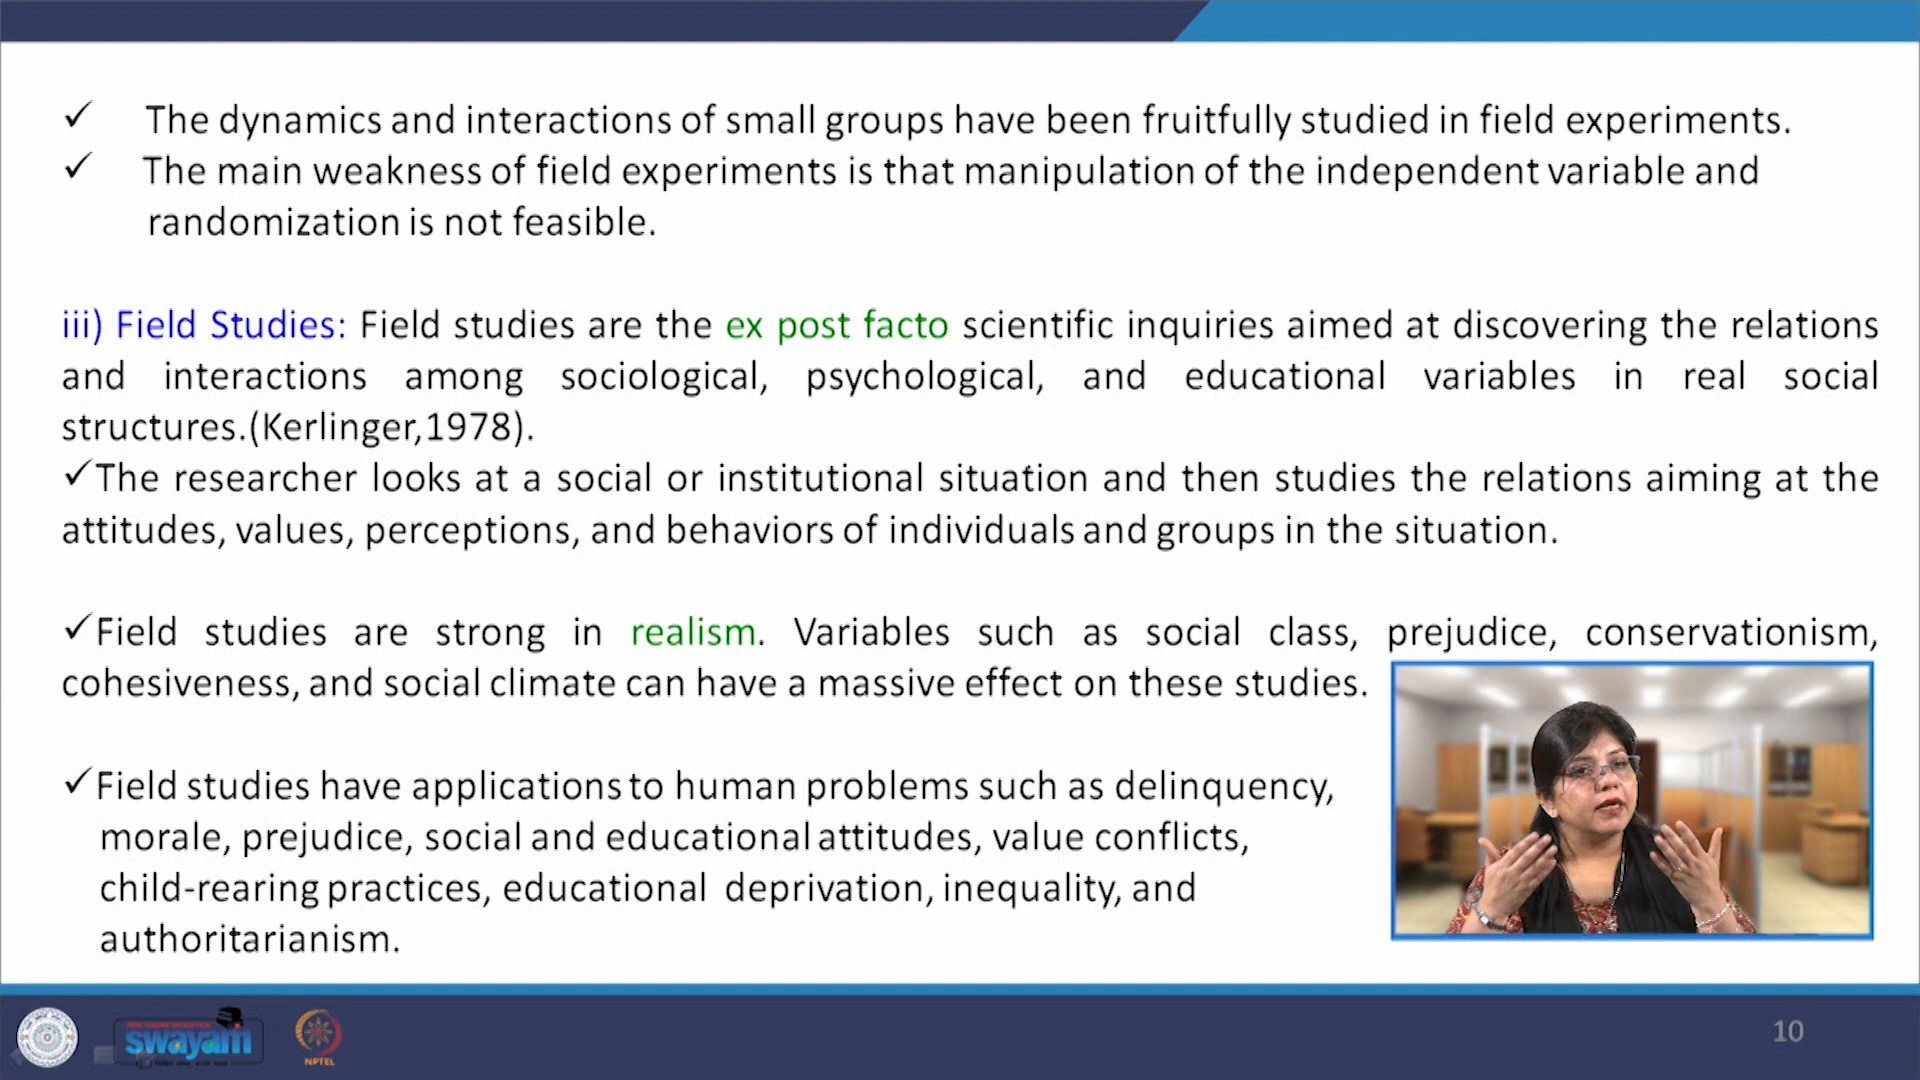 ✓ The dynamics and interactions of small groups have been fruitfully studied in field experiments.
✓ The main weakness of field experiments is that manipulation of the independent variable and
randomization is not feasible.
iii) Field Studies: Field studies are the ex post facto scientific inquiries aimed at discovering the relations
and interactions among sociological, psychological, and educational variables in real social
structures.(Kerlinger,1978).
✓The researcher looks at a social or institutional situation and then studies the relations aiming at the
attitudes, values, perceptions, and behaviors of individuals and groups in the situation.
✓Field studies are strong in realism. Variables such as social class, prejudice, conservationism,
cohesiveness, and social climate can have a massive effect on these studies.
✓Field studies have applications to human problems such as delinquency,
morale, prejudice, social and educational attitudes, value conflicts,
child-rearing practices, educational deprivation, inequality, and
authoritarianism.
swayam
NPTEL
10